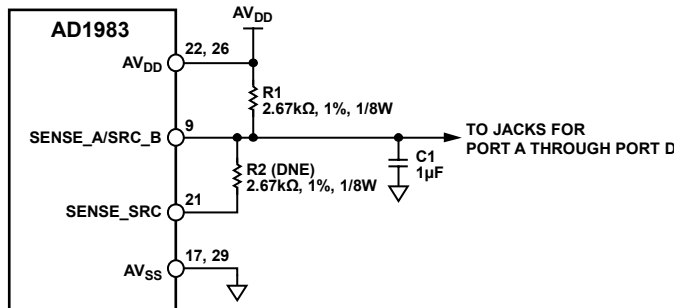 AD1983
AVDD
AVDD
22, 26
R1
2.67kΩ, 1%, 1/8W
SENSE_A/SRC_B
9
TO JACKS FOR
PORT A THROUGH PORT D
C1
1µF
R2 (DNE)
2.67kΩ, 1%, 1/8W
SENSE_SRC
21
AVSS
17, 29